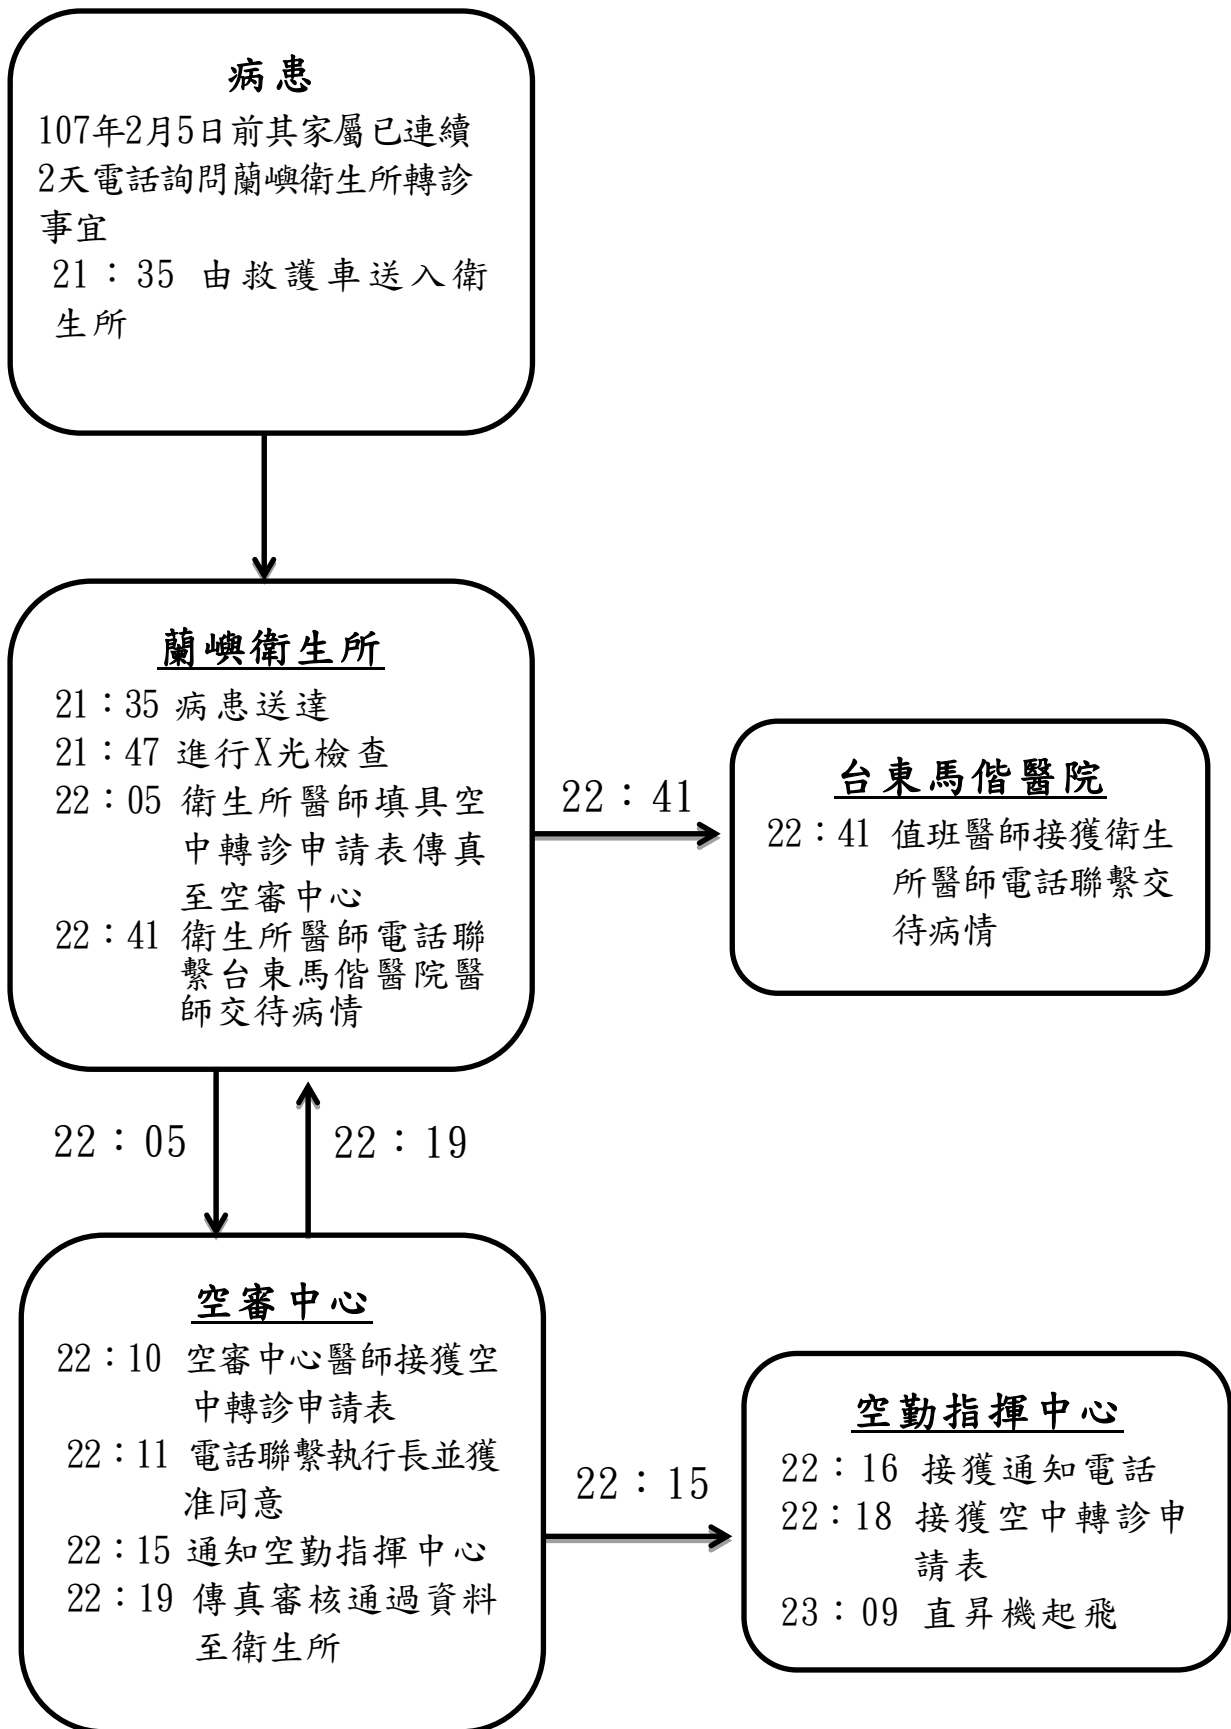 病患
107年2月5日前其家屬已連續
2天電話詢問蘭嶼衛生所轉診
事宜
21：35 由救護車送入衛
生所
蘭嶼衛生所
21：35 病患送達
21：47 進行X光檢查
22：05 衛生所醫師填具空
中轉診申請表傳真
至空審中心
22：41 衛生所醫師電話聯
繫台東馬偕醫院醫
師交待病情
22：41
台東馬偕醫院
22：41 值班醫師接獲衛生
所醫師電話聯繫交
待病情
22：05
22：19
空審中心
22：10 空審中心醫師接獲空
中轉診申請表
22：11 電話聯繫執行長並獲
准同意
22：15 通知空勤指揮中心
22：19 傳真審核通過資料
至衛生所
22：15
空勤指揮中心
22：16 接獲通知電話
22：18 接獲空中轉診申
請表
23：09 直昇機起飛